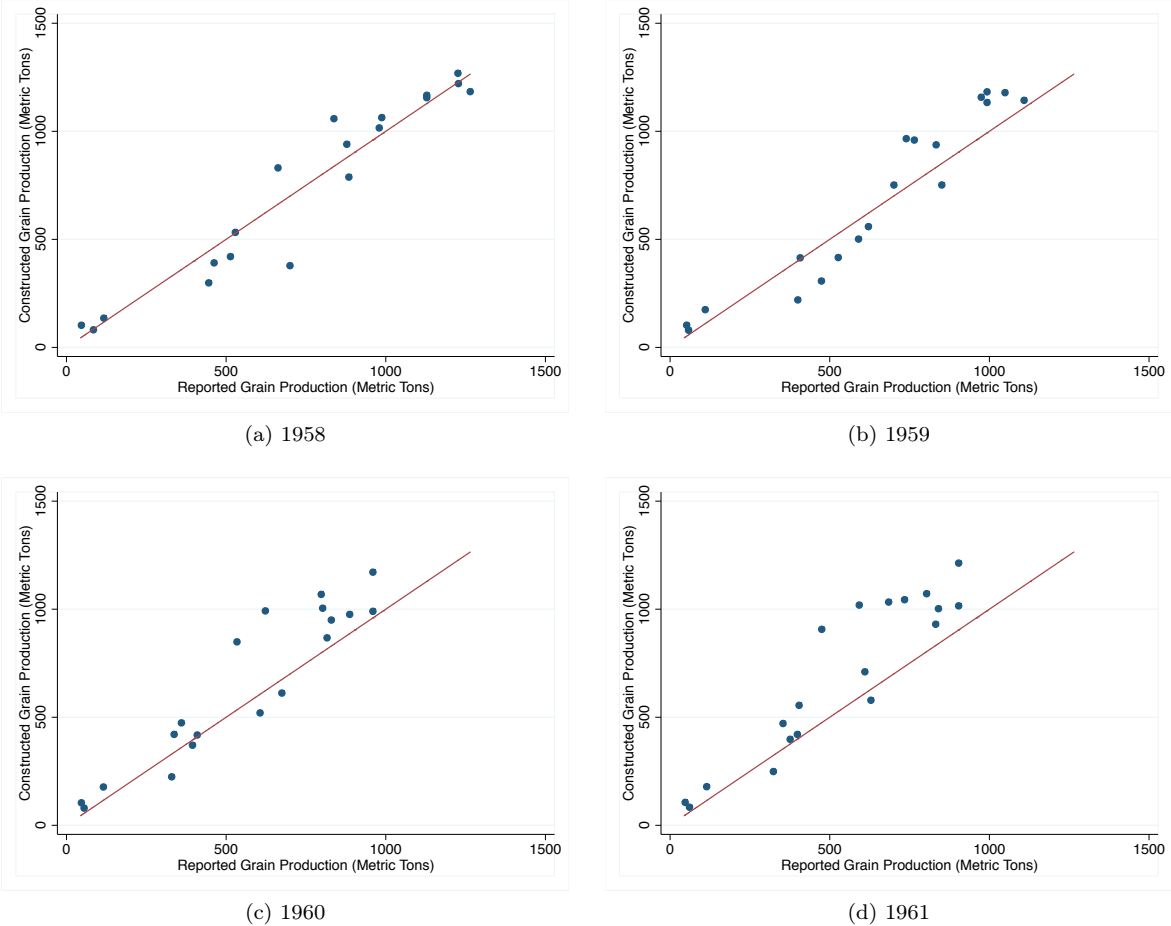 Constructed Grain Production (Metric Tons)
1500
1000
500
0
0 500 1000 1500
Reported Grain Production (Metric Tons)
(a) 1958
Constructed Grain Production (Metric Tons)
1500
1000
500
0
0 500 1000 1500
Reported Grain Production (Metric Tons)
(b) 1959
Constructed Grain Production (Metric Tons)
1500
1000
500
0
0 500 1000 1500
Reported Grain Production (Metric Tons)
(c) 1960
Constructed Grain Production (Metric Tons)
1500
1000
500
0
0 500 1000 1500
Reported Grain Production (Metric Tons)
(d) 1961